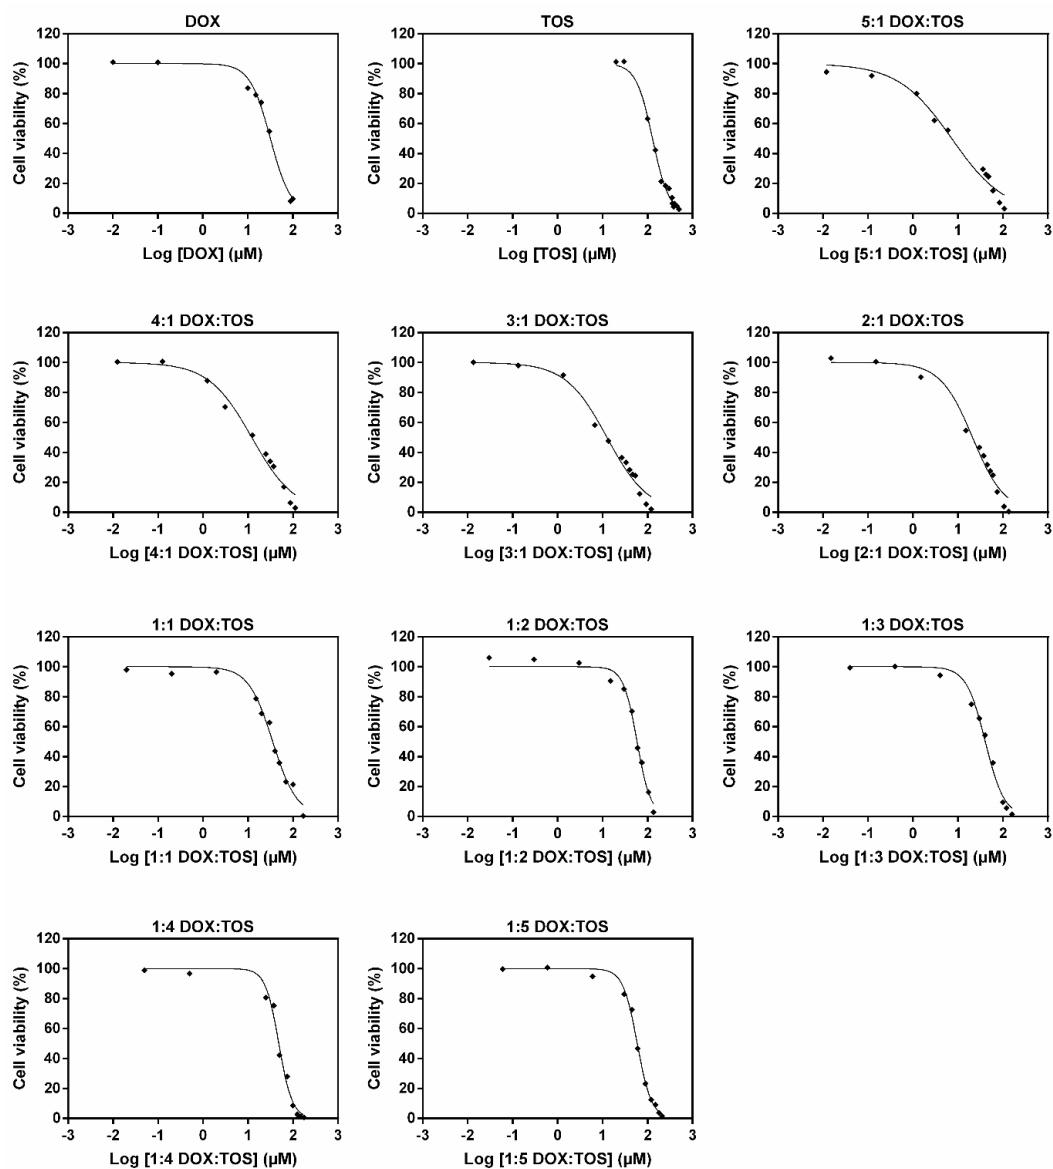 DOX
120
100
80
60
40
20
0
Cell viability (%)
-3 -2 -1 0 1 2 3
Log [DOX] (µM)
TOS
120
100
80
60
40
20
0
Cell viability (%)
-3 -2 -1 0 1 2 3
Log [TOS] (µM)
5:1 DOX:TOS
120
100
80
60
40
20
0
Cell viability (%)
-3 -2 -1 0 1 2 3
Log [5:1 DOX:TOS] (µM)
4:1 DOX:TOS
120
100
80
60
40
20
0
Cell viability (%)
-3 -2 -1 0 1 2 3
Log [4:1 DOX:TOS] (µM)
3:1 DOX:TOS
120
100
80
60
40
20
0
Cell viability (%)
-3 -2 -1 0 1 2 3
Log [3:1 DOX:TOS] (µM)
2:1 DOX:TOS
120
100
80
60
40
20
0
Cell viability (%)
-3 -2 -1 0 1 2 3
Log [2:1 DOX:TOS] (µM)
1:1 DOX:TOS
120
100
80
60
40
20
0
Cell viability (%)
-3 -2 -1 0 1 2 3
Log [1:1 DOX:TOS] (µM)
1:2 DOX:TOS
120
100
80
60
40
20
0
Cell viability (%)
-3 -2 -1 0 1 2 3
Log [1:2 DOX:TOS] (µM)
1:3 DOX:TOS
120
100
80
60
40
20
0
Cell viability (%)
-3 -2 -1 0 1 2 3
Log [1:3 DOX:TOS] (µM)
1:4 DOX:TOS
120
100
80
60
40
20
0
Cell viability (%)
-3 -2 -1 0 1 2 3
Log [1:4 DOX:TOS] (µM)
1:5 DOX:TOS
120
100
80
60
40
20
0
Cell viability (%)
-3 -2 -1 0 1 2 3
Log [1:5 DOX:TOS] (µM)